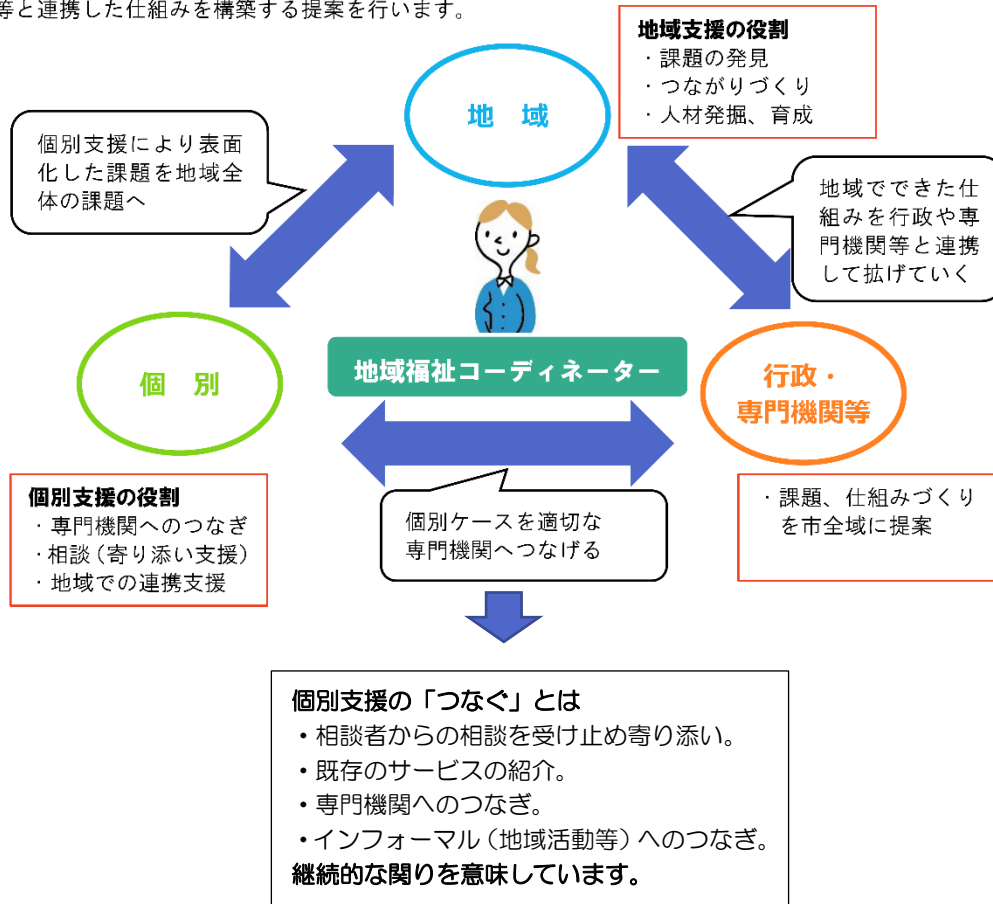 等と連携した仕組みを構築する提案を行います。
地域支援の役割
・課題の発見
・つながりづくり
・人材発掘、育成
地　域
個別支援により表面
化した課題を地域全
体の課題へ
地域でできた仕
組みを行政や専
門機関等と連携
して拡げていく
地域福祉コーディネーター
個　別
行政・
専門機関等
個別支援の役割
・専門機関へのつなぎ
・相談（寄り添い支援）
・地域での連携支援
個別ケースを適切な
専門機関へつなげる
・課題、仕組みづくり
を市全域に提案
個別支援の「つなぐ」とは
・相談者からの相談を受け止め寄り添い。
・既存のサービスの紹介。
・専門機関へのつなぎ。
・インフォーマル（地域活動等）へのつなぎ。
継続的な関りを意味しています。